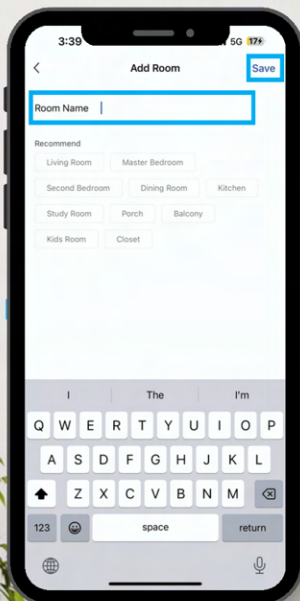 3:39 5G 17
Add Room Save
Room Name
Recommend
Living Room Master Bedroom
Second Bedroom Dining Room Kitchen
Study Room Porch Balcony
Kids Room Closet
I The I'm
Q W E R T Y U I O P
A S D F G H J K L
Z X C V B N M
123 space return